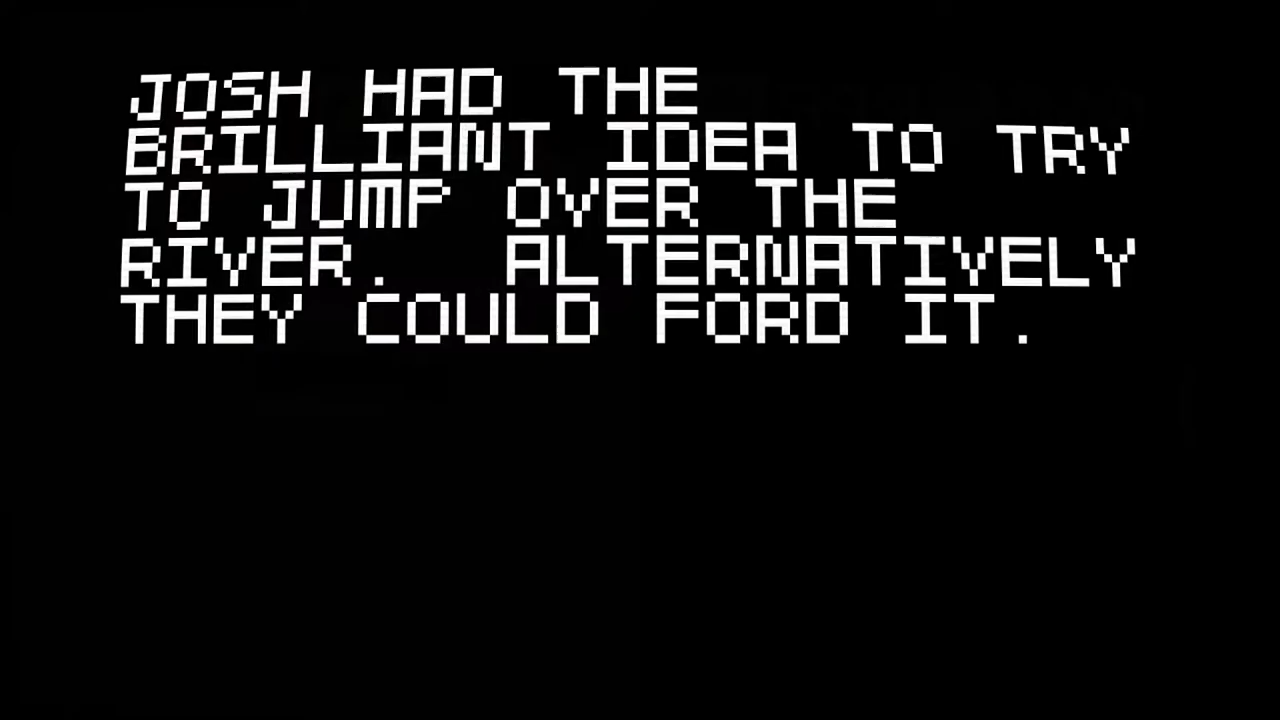 JOSH HAD THE
BRILLIANT IDEA TO TRY
TO JUMP OVER THE
RIVER.  ALTERNATIVELY
THEY COULD FORD IT.